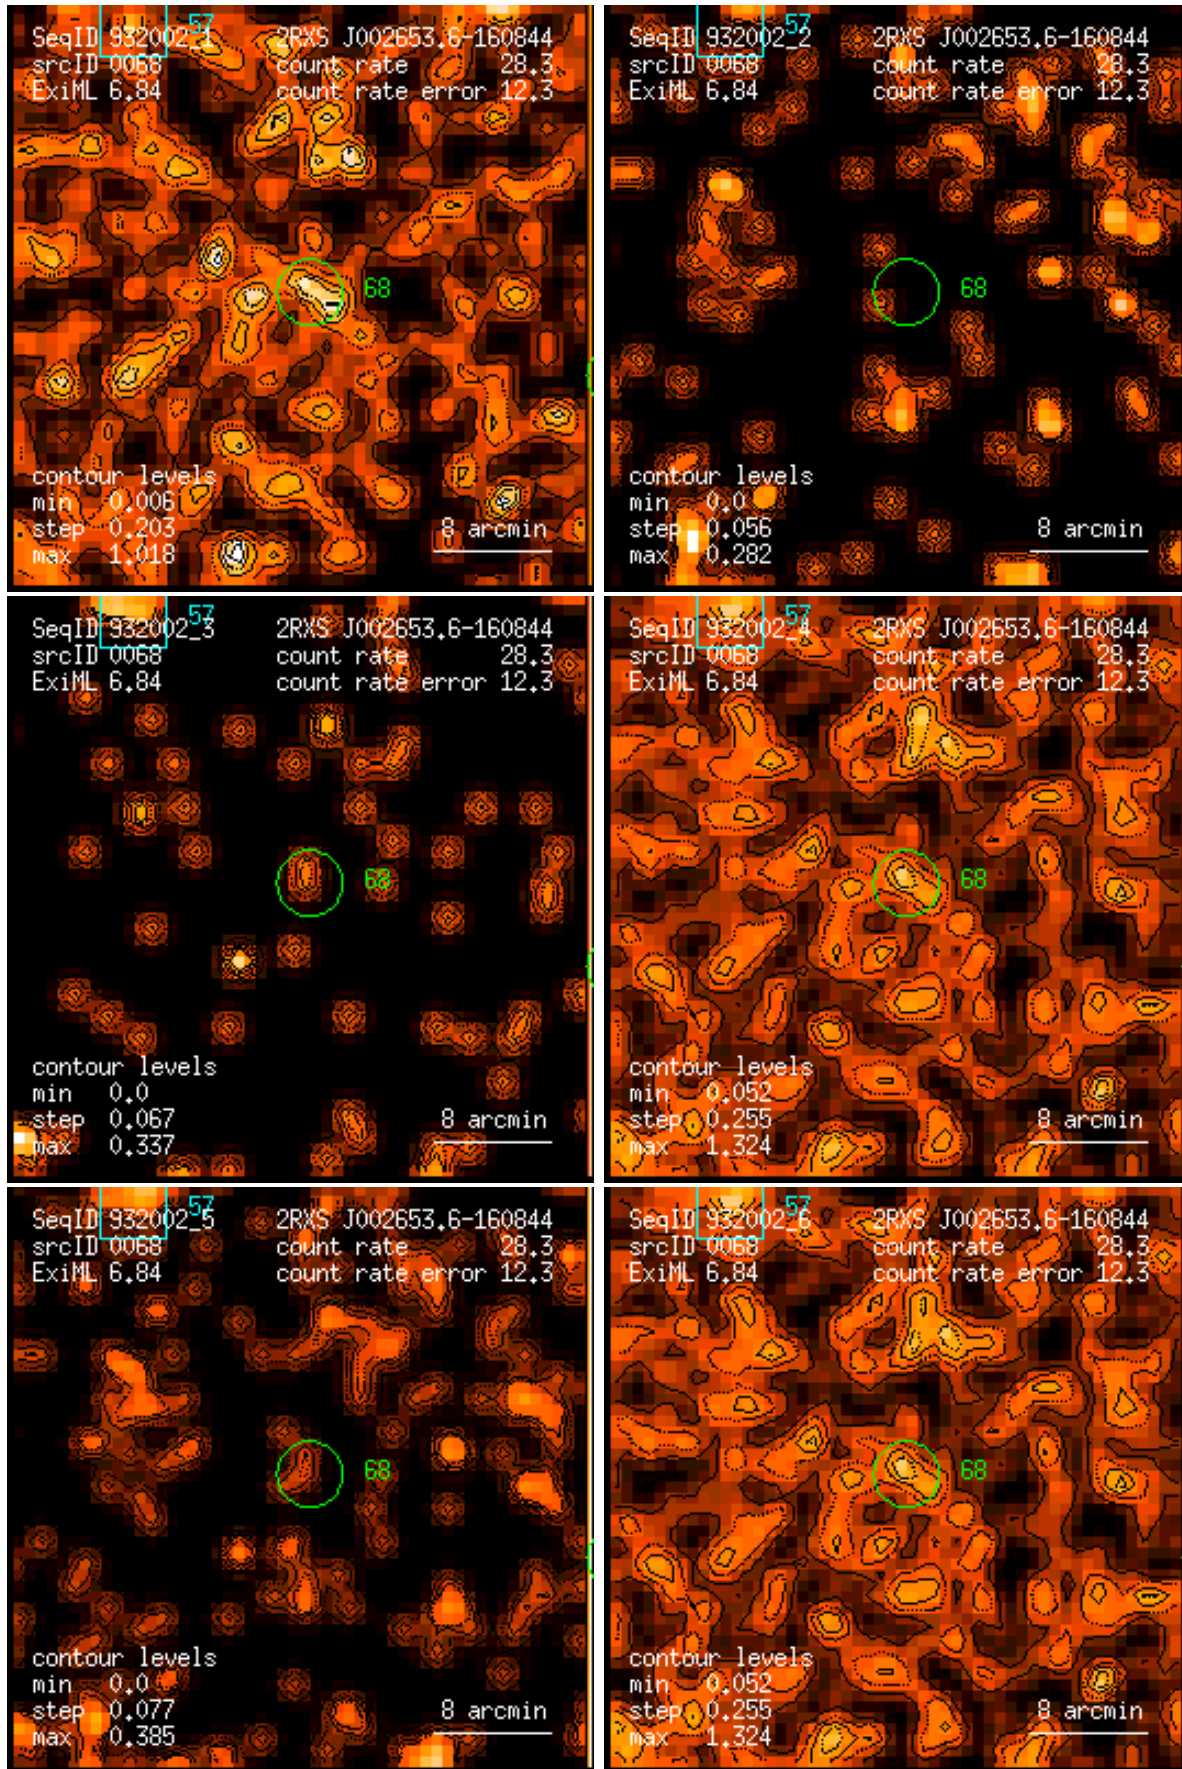 57
SeqID 932002_1 2RXS J002653.6-160844
srcID 0068 count rate 28.3
ExiML 6.84 count rate error 12.3
68
contour levels
min 0.006
step 0.203
max 1.018
8 arcmin
57
SeqID 932002_2 2RXS J002653.6-160844
srcID 0068 count rate 28.3
ExiML 6.84 count rate error 12.3
68
contour levels
min 0.0
step 0.056
max 0.282
8 arcmin
57
SeqID 932002_3 2RXS J002653.6-160844
srcID 0068 count rate 28.3
ExiML 6.84 count rate error 12.3
68
contour levels
min 0.0
step 0.067
max 0.337
8 arcmin
57
SeqID 932002_4 2RXS J002653.6-160844
srcID 0068 count rate 28.3
ExiML 6.84 count rate error 12.3
68
contour levels
min 0.052
step 0.255
max 1.324
8 arcmin
57
SeqID 932002_5 2RXS J002653.6-160844
srcID 0068 count rate 28.3
ExiML 6.84 count rate error 12.3
68
contour levels
min 0.0
step 0.077
max 0.385
8 arcmin
57
SeqID 932002_6 2RXS J002653.6-160844
srcID 0068 count rate 28.3
ExiML 6.84 count rate error 12.3
68
contour levels
min 0.052
step 0.255
max 1.324
8 arcmin